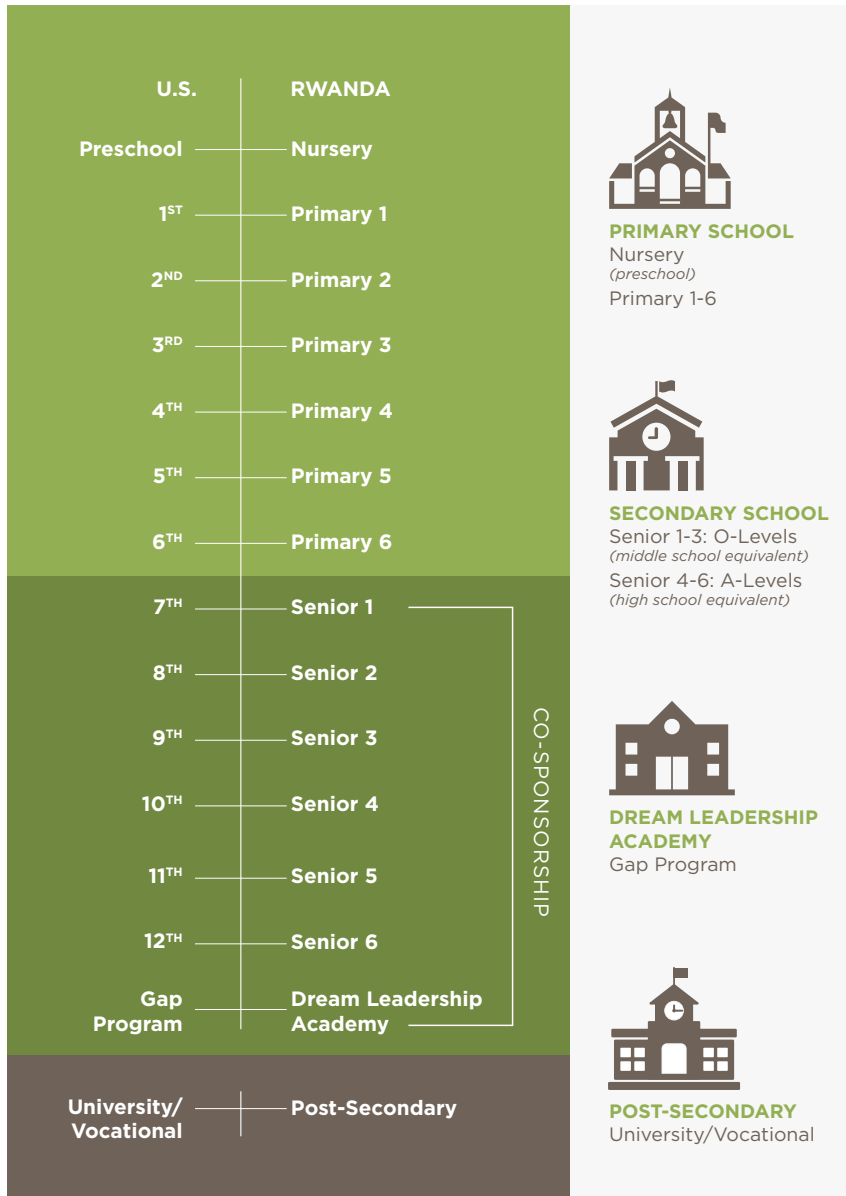 U.S. RWANDA
Preschool Nursery
1ST Primary 1
2ND Primary 2
3RD Primary 3
4TH Primary 4
5TH Primary 5
6TH Primary 6
7TH Senior 1
8TH Senior 2
9TH Senior 3
10TH Senior 4
11TH Senior 5
12TH Senior 6
Gap Program
Dream Leadership
Academy
CO-SPONSORSHIP
University/
Vocational
Post-Secondary
PRIMARY SCHOOL
Nursery
(preschool)
Primary 1-6
SECONDARY SCHOOL
Senior 1-3: O-Levels
(middle school equivalent)
Senior 4-6: A-Levels
(high school equivalent)
DREAM LEADERSHIP
ACADEMY
Gap Program
POST-SECONDARY
University/Vocational